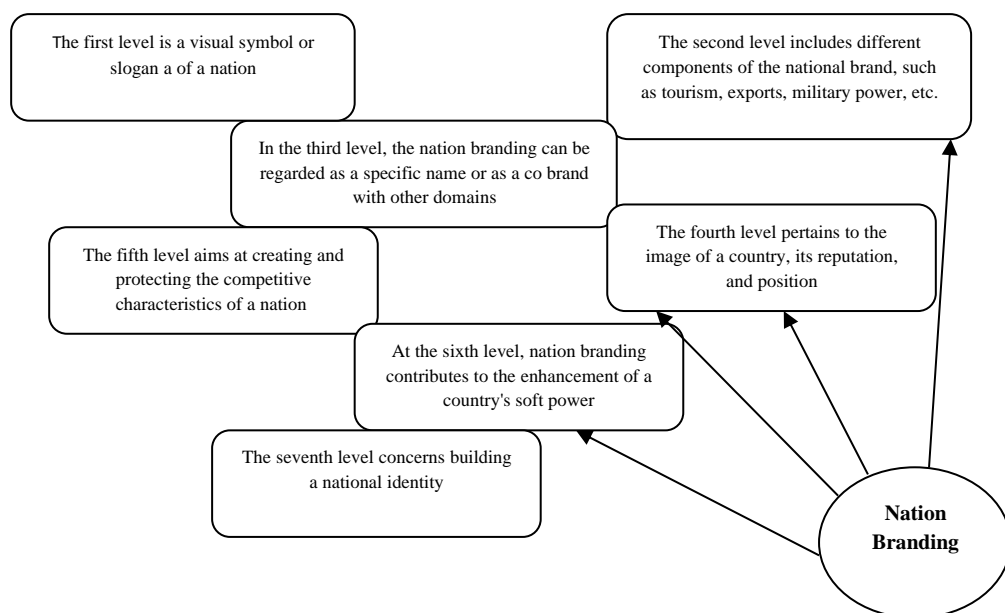 The first level is a visual symbol or
slogan a of a nation
The second level includes different
components of the national brand, such
as tourism, exports, military power, etc.
In the third level, the nation branding can be
regarded as a specific name or as a co brand
with other domains
The fourth level pertains to the
image of a country, its reputation,
and position
The fifth level aims at creating and
protecting the competitive
characteristics of a nation
At the sixth level, nation branding
contributes to the enhancement of a
country's soft power
The seventh level concerns building
a national identity
Nation
Branding